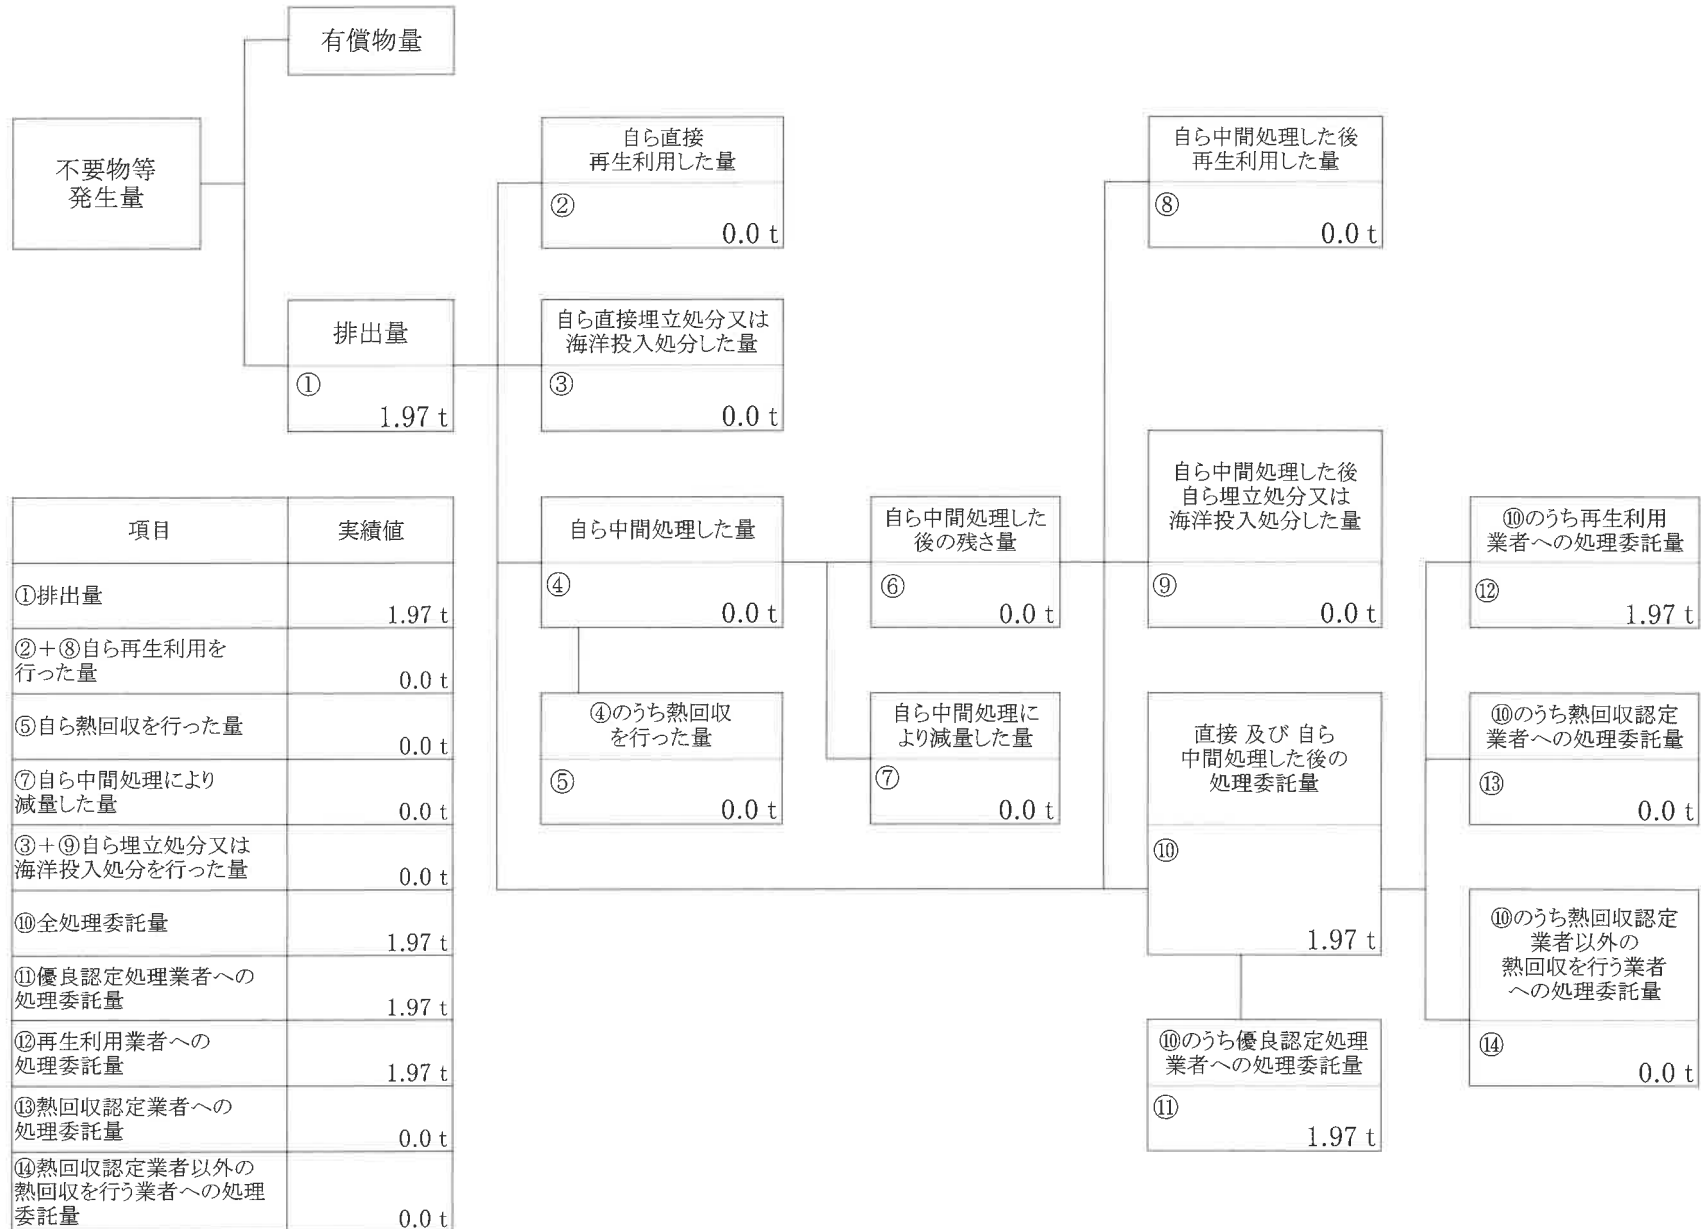 有償物量
不要物等
発生量
排出量
①
1.97 t
自ら直接
再生利用した量
②
0.0 t
自ら直接埋立処分又は
海洋投入処分した量
③
0.0 t
自ら中間処理した量
④
0.0 t
④のうち熱回収
を行った量
⑤
0.0 t
自ら中間処理した
後の残さ量
⑥
0.0 t
自ら中間処理に
より減量した量
⑦
0.0 t
自ら中間処理した後
再生利用した量
⑧
0.0 t
自ら中間処理した後
自ら埋立処分又は
海洋投入処分した量
⑨
0.0 t
直接 及び 自ら
中間処理した後の
処理委託量
⑩
1.97 t
⑩のうち優良認定処理
業者への処理委託量
⑪
1.97 t
⑩のうち再生利用
業者への処理委託量
⑫
1.97 t
⑩のうち熱回収認定
業者への処理委託量
⑬
0.0 t
⑩のうち熱回収認定
業者以外の
熱回収を行う業者
への処理委託量
⑭
0.0 t
項目 実績値
①排出量
1.97 t
②+⑧自ら再生利用を
行った量
0.0 t
⑤自ら熱回収を行った量
0.0 t
⑦自ら中間処理により
減量した量
0.0 t
③+⑨自ら埋立処分又は
海洋投入処分を行った量
0.0 t
⑩全処理委託量
1.97 t
⑪優良認定処理業者への
処理委託量
1.97 t
⑫再生利用業者への
処理委託量
1.97 t
⑬熱回収認定業者への
処理委託量
0.0 t
⑭熱回収認定業者以外の
熱回収を行う業者への処理
委託量
0.0 t